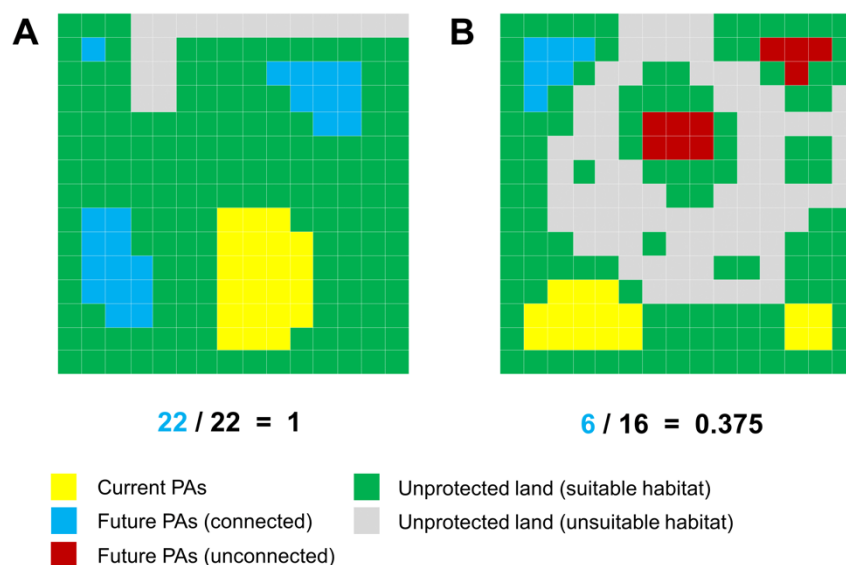 A
B
22 / 22 = 1
6 / 16 = 0.375
Current PAs
Future PAs (connected)
Future PAs (unconnected)
Unprotected land (suitable habitat)
Unprotected land (unsuitable habitat)